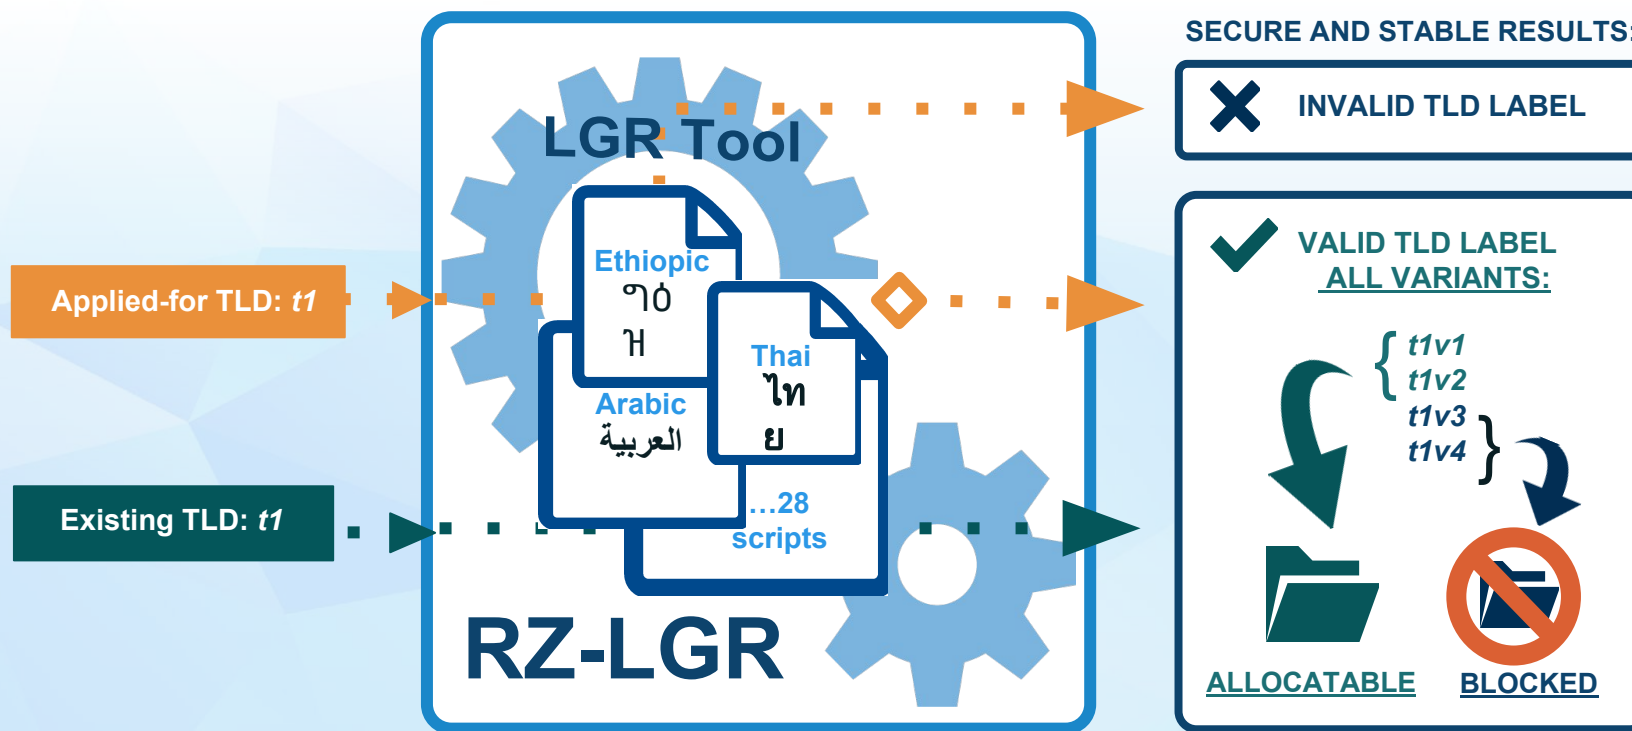 SECURE AND STABLE RESULTS:
INVALID TLD LABEL
LGR Tool
Ethiopic
ግዕ
ዝ
Thai
ไท
ย
Arabic
العربية
...28
scripts
RZ-LGR
Applied-for TLD: t1
Existing TLD: t1
VALID TLD LABEL
ALL VARIANTS:
{ t1v1
t1v2
t1v3
t1v4 }
ALLOCATABLE
BLOCKED